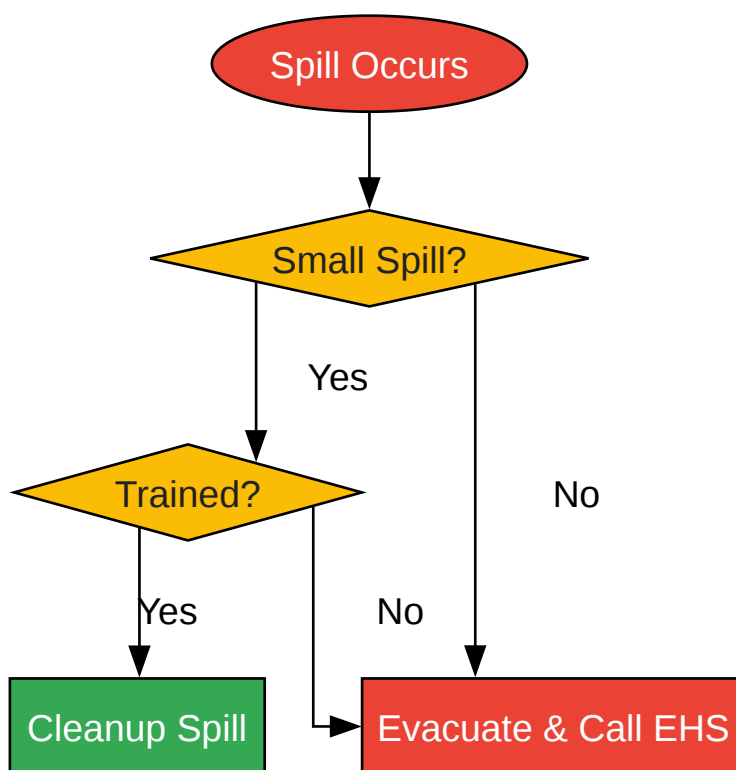 Spill Occurs
Small Spill?
Yes
Trained?
No
Yes
No
Cleanup Spill
Evacuate & Call EHS